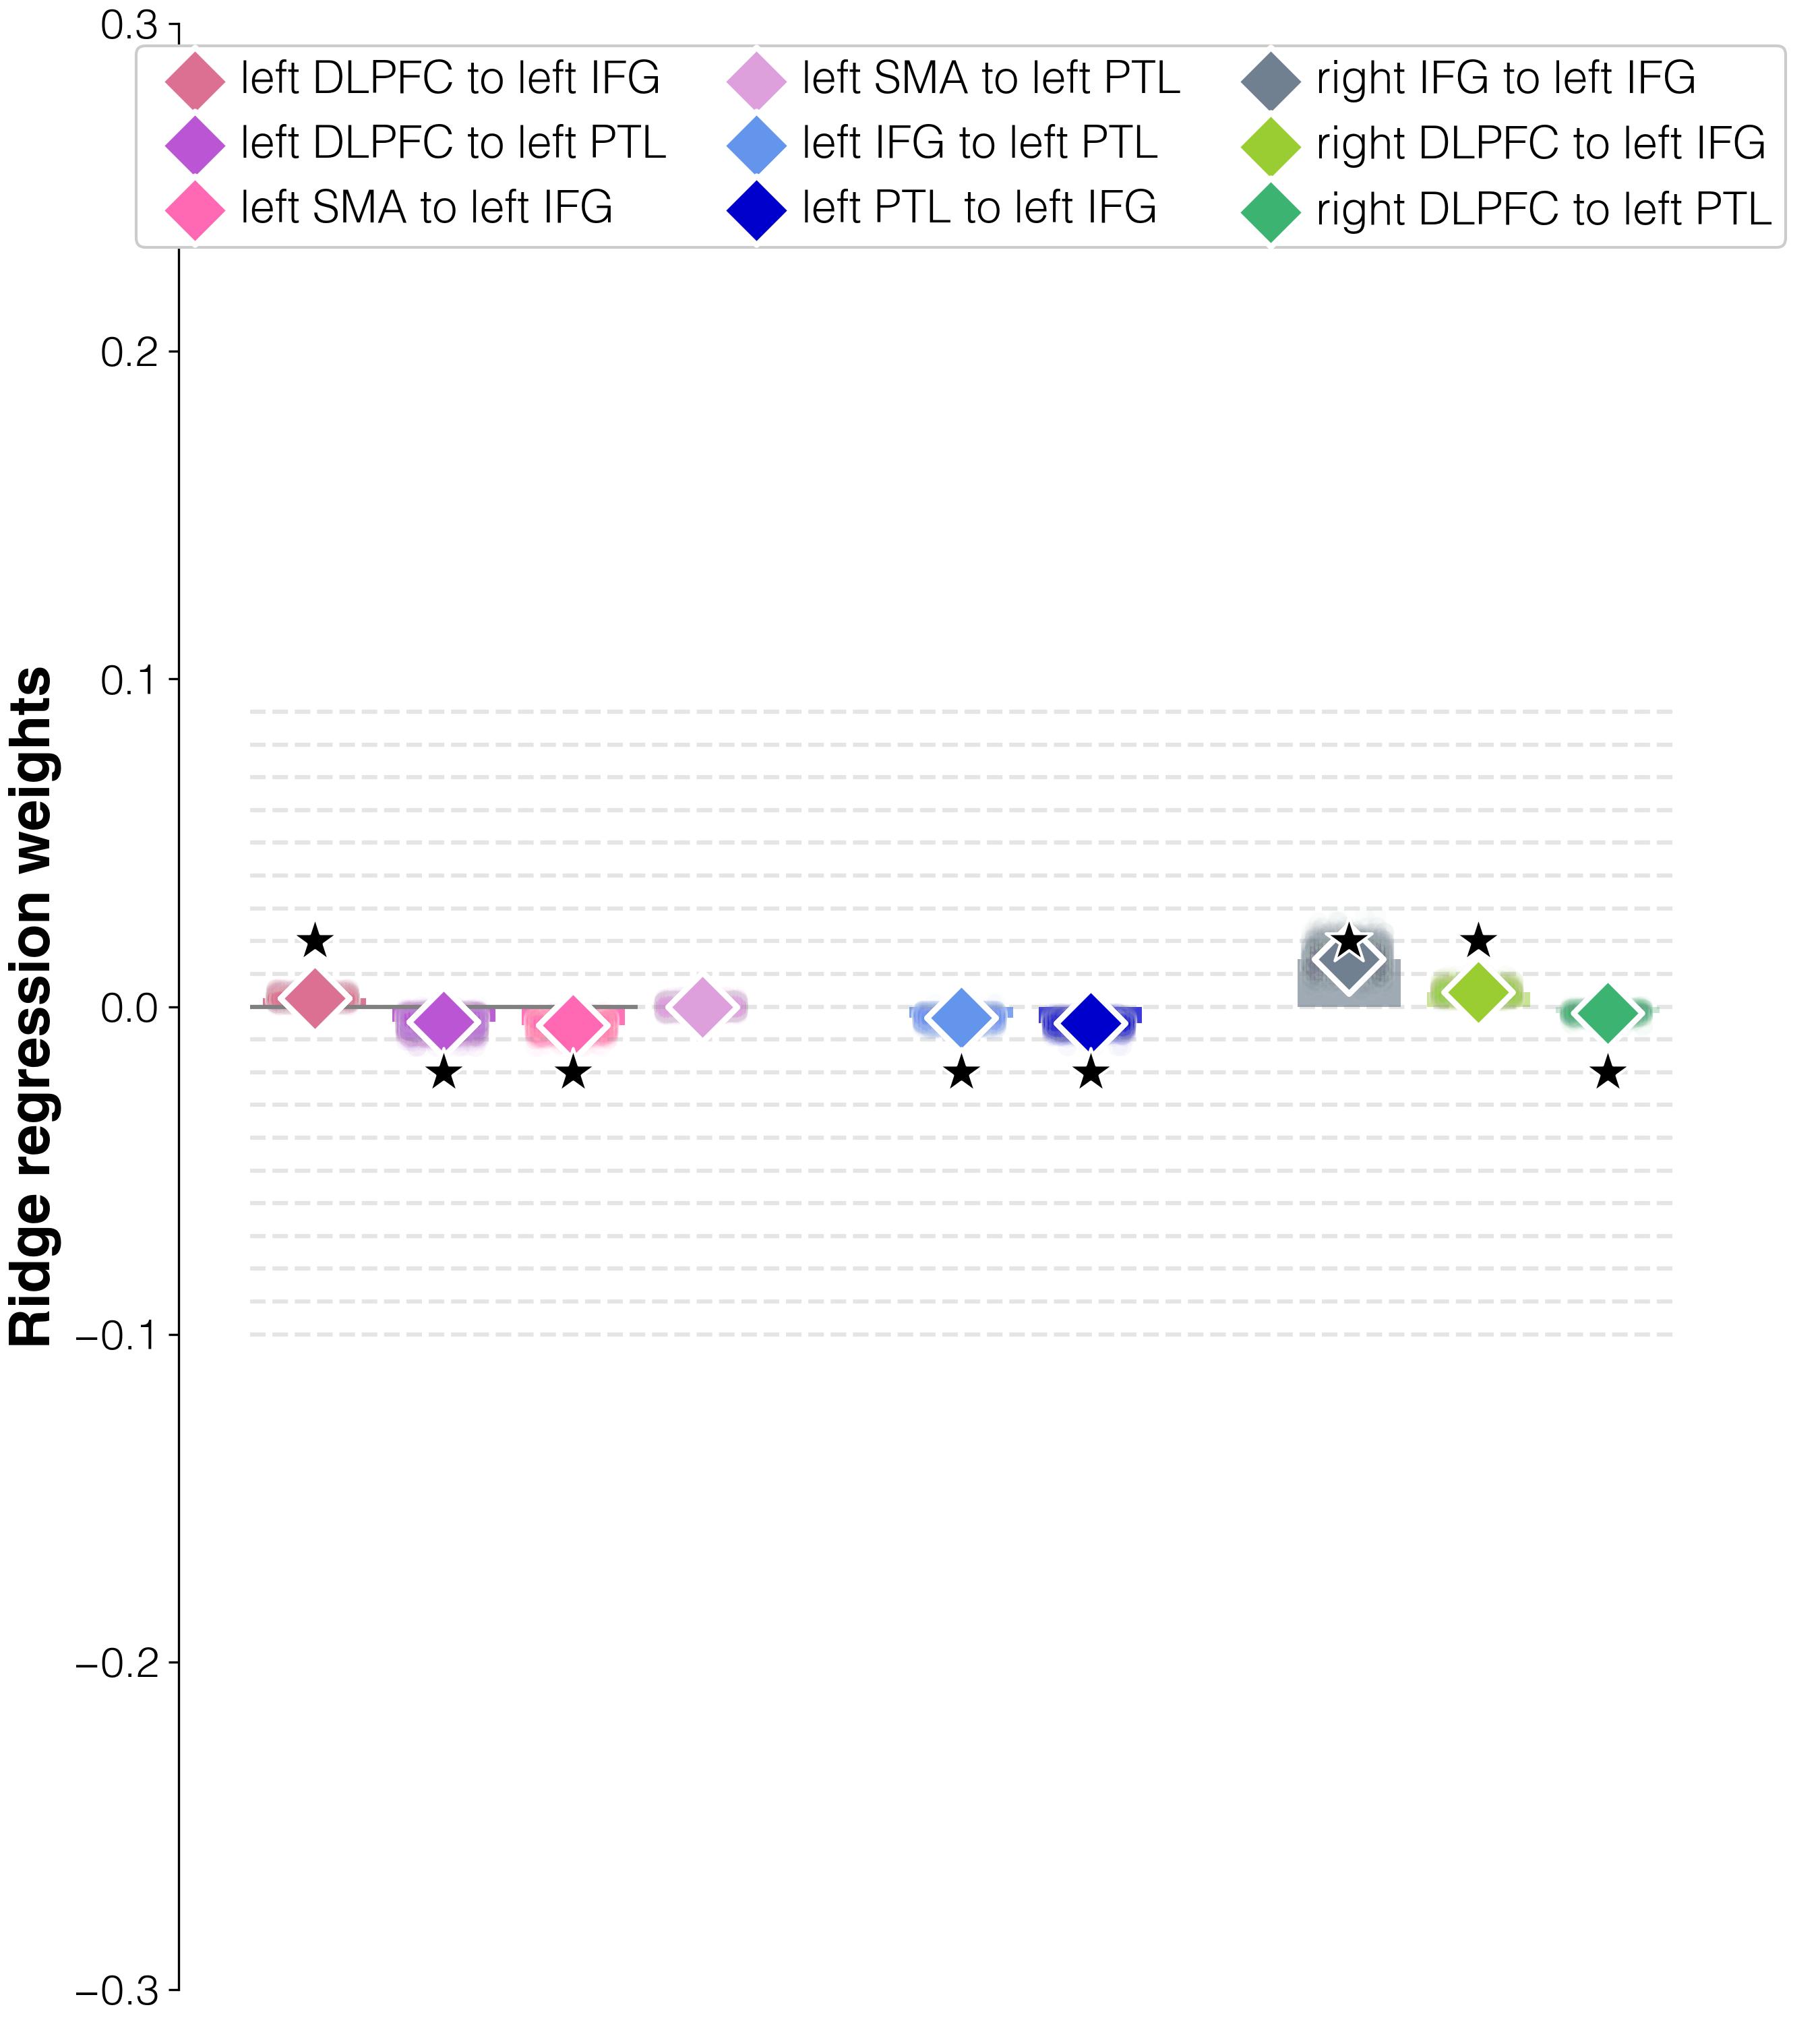 0.3
left DLPFC to left IFG
left DLPFC to left PTL
left SMA to left IFG
left SMA to left PTL
left IFG to left PTL
left PTL to left IFG
right IFG to left IFG
right DLPFC to left IFG
right DLPFC to left PTL
0.2
0.1
0.0
−0.1
−0.2
−0.3
Ridge regression weights